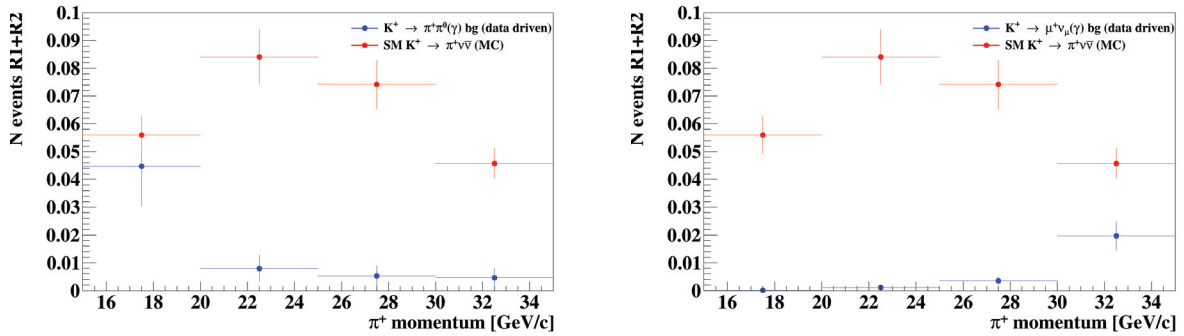 N events R1+R2
0.1
0.09
0.08
0.07
0.06
0.05
0.04
0.03
0.02
0.01
0
K⁺ → π⁺π⁰(γ) bg (data driven)
SM K⁺ → π⁺νν̅ (MC)
16 18 20 22 24 26 28 30 32 34
π⁺ momentum [GeV/c]
N events R1+R2
0.1
0.09
0.08
0.07
0.06
0.05
0.04
0.03
0.02
0.01
0
K⁺ → μ⁺ν_μ(γ) bg (data driven)
SM K⁺ → π⁺νν̅ (MC)
16 18 20 22 24 26 28 30 32 34
π⁺ momentum [GeV/c]